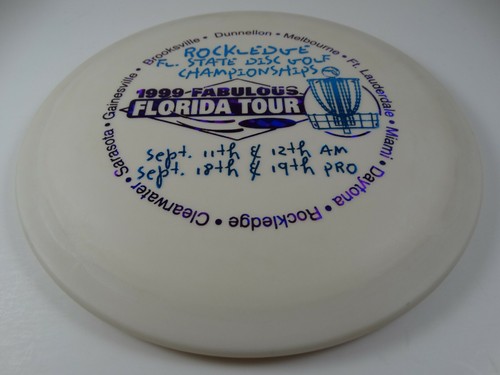 Dunnellon • Melbourne • Ft. Lauderdale • Miami • Daytona • Rockledge • Clearwater • Sarasota • Gainesville • Brooksville •
ROCKLEDGE
FL. STATE DISC GOLF
CHAMPIONSHIPS
1999 FABULOUS
FLORIDA TOUR
Sept. 11th & 12th AM
Sept. 18th & 19th PRO